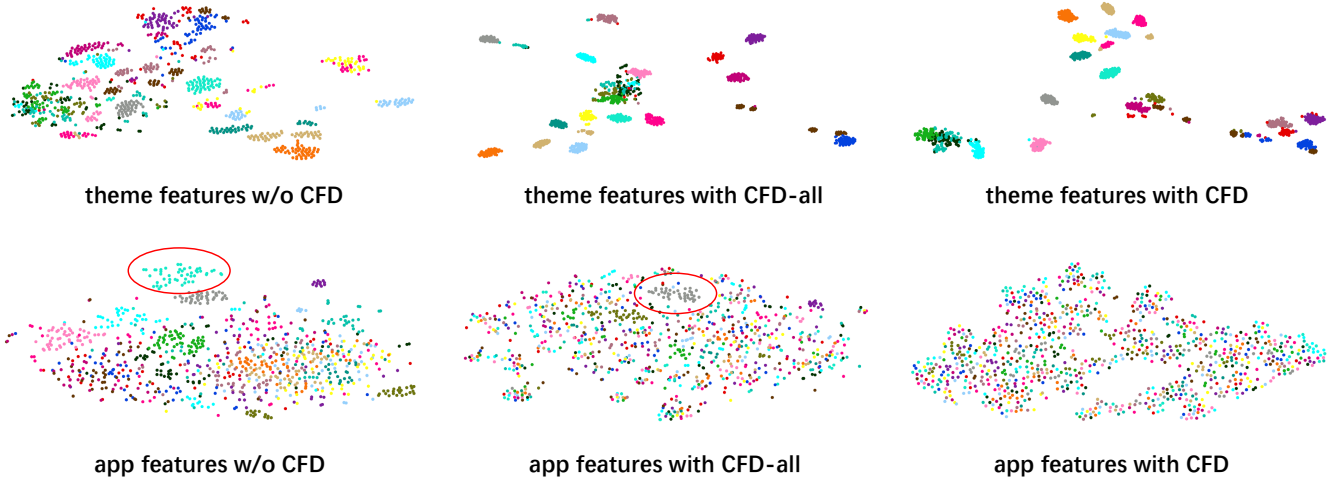 theme features w/o CFD
theme features with CFD-all
theme features with CFD
app features w/o CFD
app features with CFD-all
app features with CFD